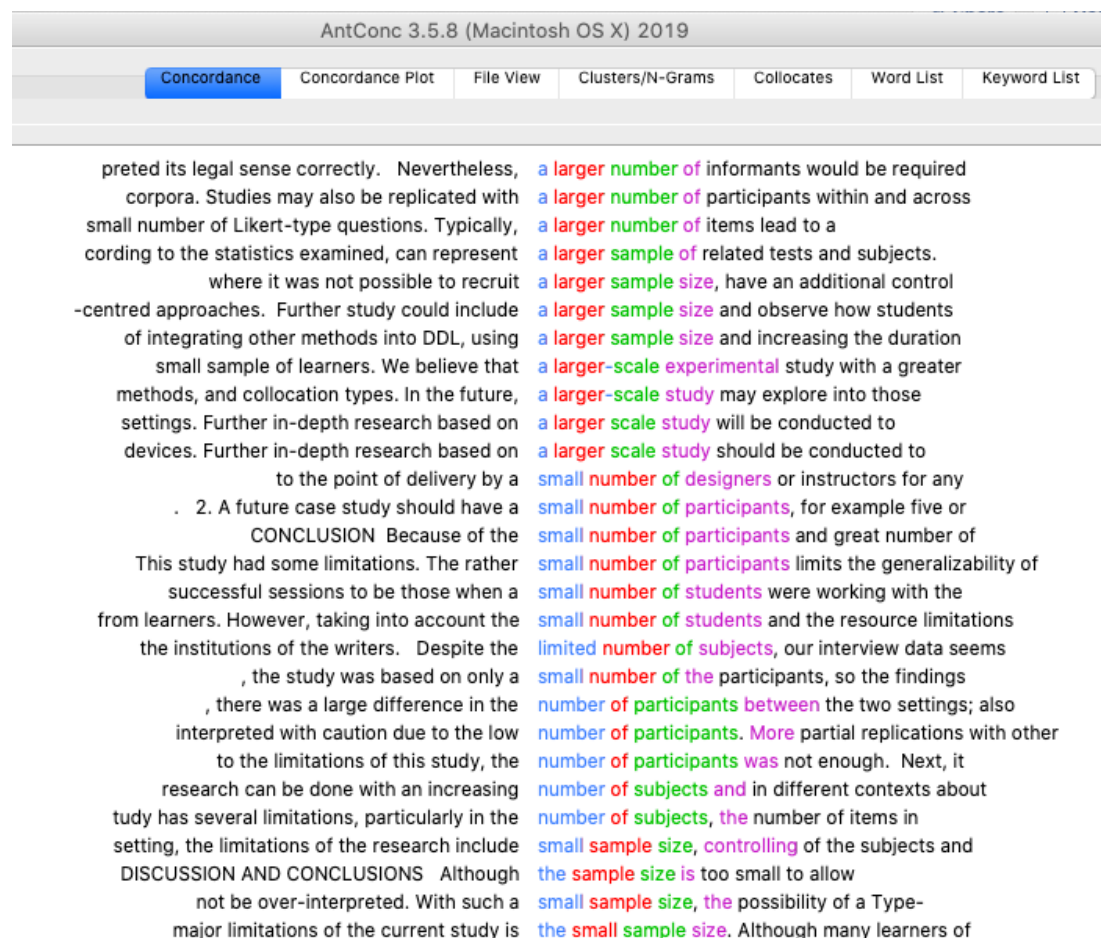 AntConc 3.5.8 (Macintosh OS X) 2019
Concordance Concordance Plot File View Clusters/N-Grams Collocates Word List Keyword List
preted its legal sense correctly. Nevertheless, a larger number of informants would be required
corpora. Studies may also be replicated with a larger number of participants within and across
small number of Likert-type questions. Typically, a larger number of items lead to a
cording to the statistics examined, can represent a larger sample of related tests and subjects.
where it was not possible to recruit a larger sample size, have an additional control
-centred approaches. Further study could include a larger sample size and observe how students
of integrating other methods into DDL, using a larger sample size and increasing the duration
small sample of learners. We believe that a larger-scale experimental study with a greater
methods, and collocation types. In the future, a larger-scale study may explore into those
settings. Further in-depth research based on a larger scale study will be conducted to
devices. Further in-depth research based on a larger scale study should be conducted to
to the point of delivery by a small number of designers or instructors for any
. 2. A future case study should have a small number of participants, for example five or
CONCLUSION Because of the small number of participants and great number of
This study had some limitations. The rather small number of participants limits the generalizability of
successful sessions to be those when a small number of students were working with the
from learners. However, taking into account the small number of students and the resource limitations
the institutions of the writers. Despite the limited number of subjects, our interview data seems
, the study was based on only a small number of the participants, so the findings
, there was a large difference in the number of participants between the two settings; also
interpreted with caution due to the low number of participants. More partial replications with other
to the limitations of this study, the number of participants was not enough. Next, it
research can be done with an increasing number of subjects and in different contexts about
tudy has several limitations, particularly in the number of subjects, the number of items in
setting, the limitations of the research include small sample size, controlling of the subjects and
DISCUSSION AND CONCLUSIONS Although the sample size is too small to allow
not be over-interpreted. With such a small sample size, the possibility of a Type-
major limitations of the current study is the small sample size. Although many learners of